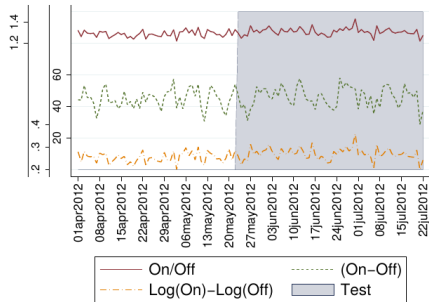 1.2 1.4
20 40 60
.2 .3 .4
01apr2012
08apr2012
15apr2012
22apr2012
29apr2012
06may2012
13may2012
20may2012
27may2012
03jun2012
10jun2012
17jun2012
24jun2012
01jul2012
08jul2012
15jul2012
22jul2012
On/Off (On−Off)
Log(On)−Log(Off) Test